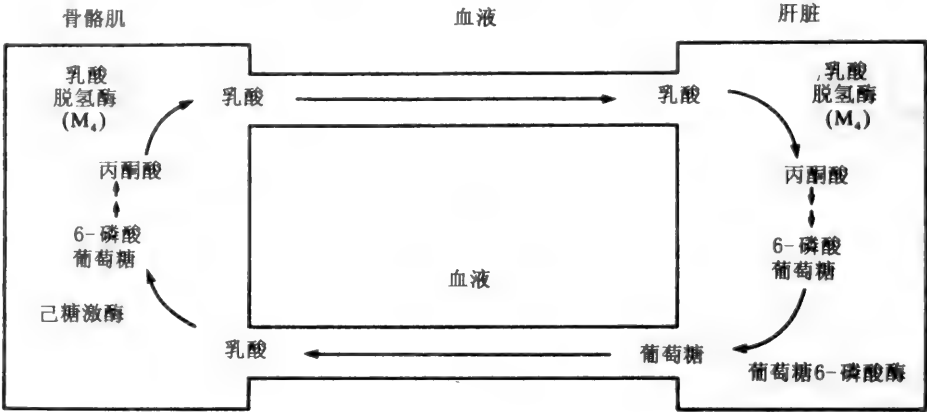 骨骼肌
血液
肝脏
乳酸
脱氢酶
(M₄)
乳酸
乳酸
乳酸
脱氢酶
(M₄)
丙酮酸
丙酮酸
6-磷酸
葡萄糖
6-磷酸
葡萄糖
血液
己糖激酶
乳酸
葡萄糖
葡萄糖6-磷酸酶